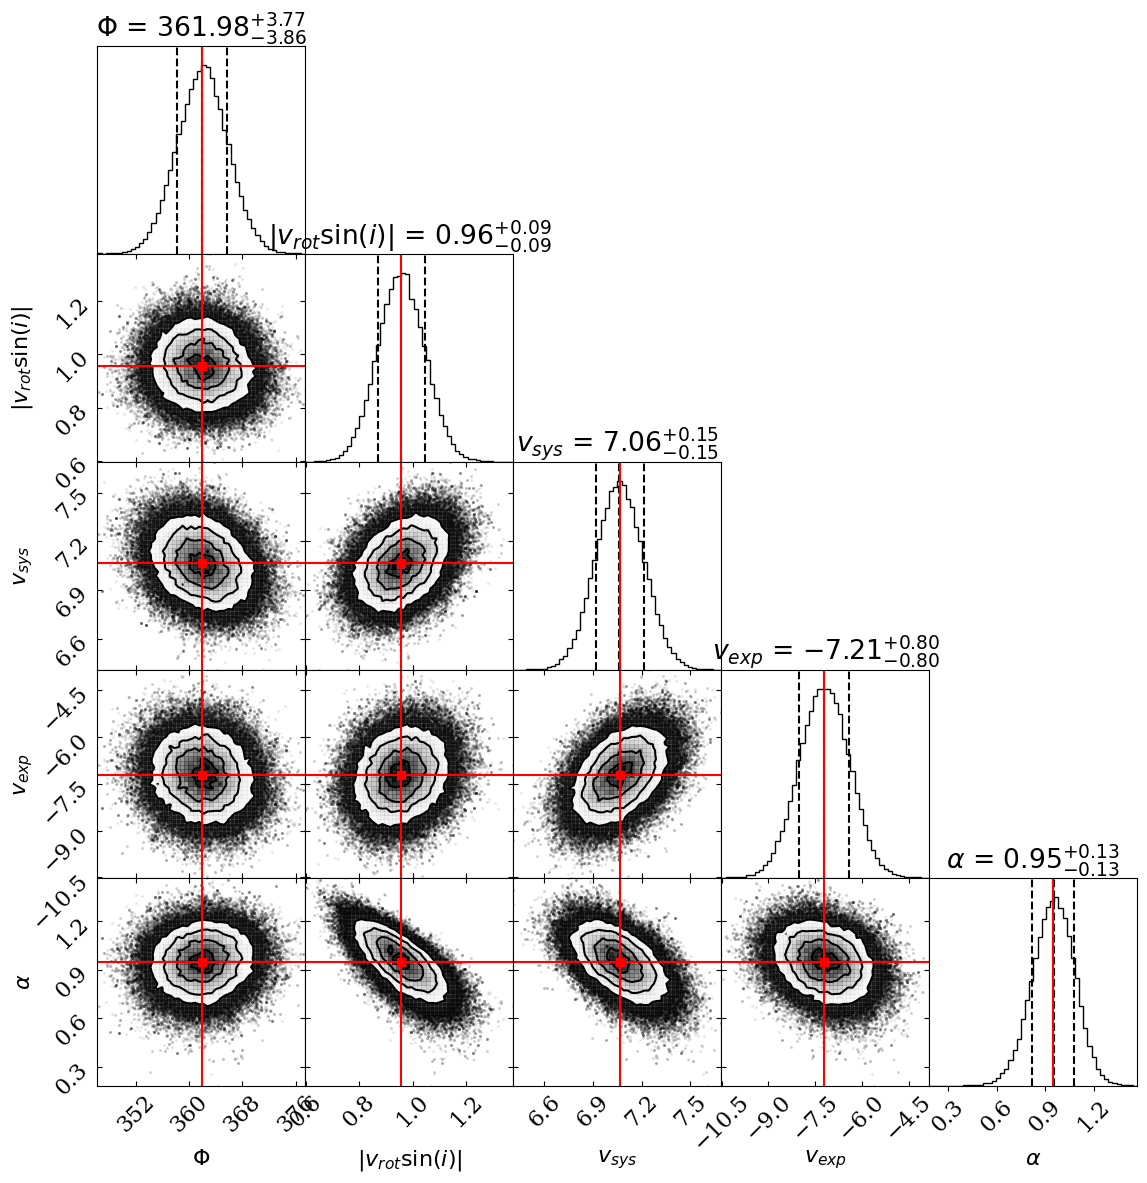 Φ = 361.98^{+3.77}_{−3.86}
|v_{rot}sin(i)| = 0.96^{+0.09}_{−0.09}
|v_{rot}sin(i)|
1.2
1.0
0.8
0.6
v_{sys} = 7.06^{+0.15}_{−0.15}
v_{sys}
7.5
7.2
6.9
6.6
v_{exp} = −7.21^{+0.80}_{−0.80}
v_{exp}
−4.5
−6.0
−7.5
−9.0
−10.5
α = 0.95^{+0.13}_{−0.13}
α
1.2
0.9
0.6
0.3
352 360 368 376
0.6 0.8 1.0 1.2
6.6 6.9 7.2 7.5
−10.5 −9.0 −7.5 −6.0 −4.5
0.3 0.6 0.9 1.2
Φ |v_{rot}sin(i)| v_{sys} v_{exp} α